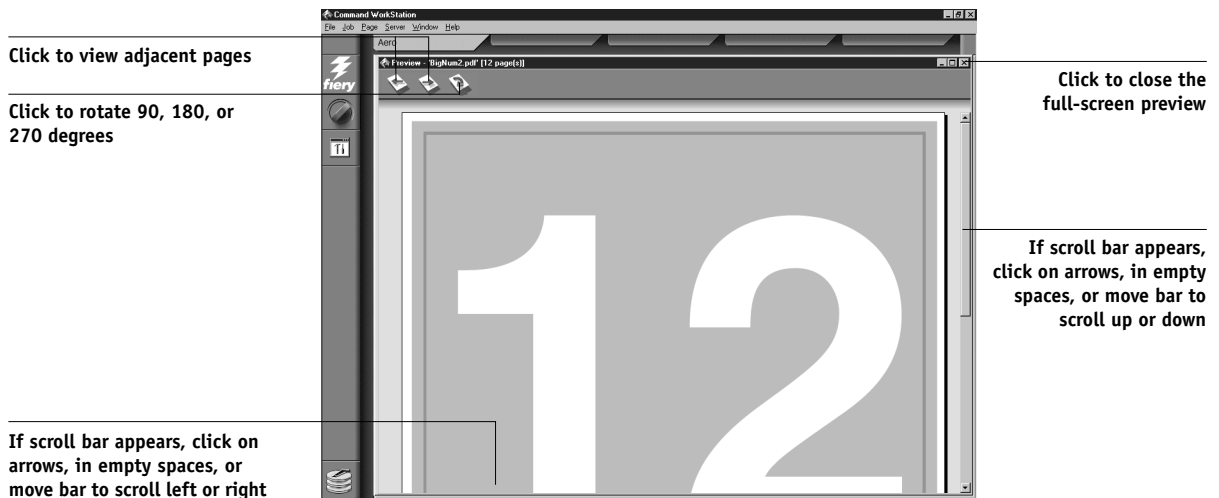 Command WorkStation
File Job Page Server Window Help
Aero
Click to view adjacent pages
Preview - 'BigNum2.pdf' [12 page(s)]
fiery
Click to close the
full-screen preview
Click to rotate 90, 180, or
270 degrees
12
If scroll bar appears,
click on arrows, in empty
spaces, or move bar to
scroll up or down
If scroll bar appears, click on
arrows, in empty spaces, or
move bar to scroll left or right